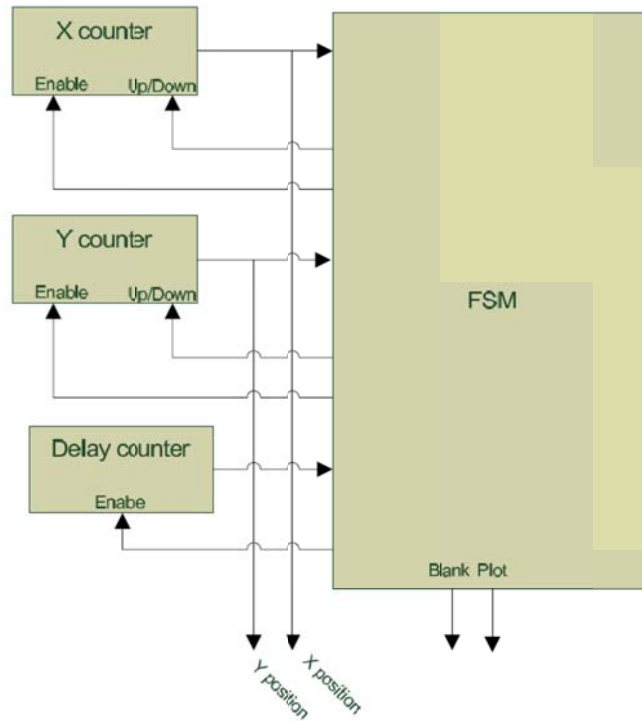 X counter
Enable
Up/Down
Y counter
Enable
Up/Down
FSM
Delay counter
Enabe
Blank Plot
Y position
X position